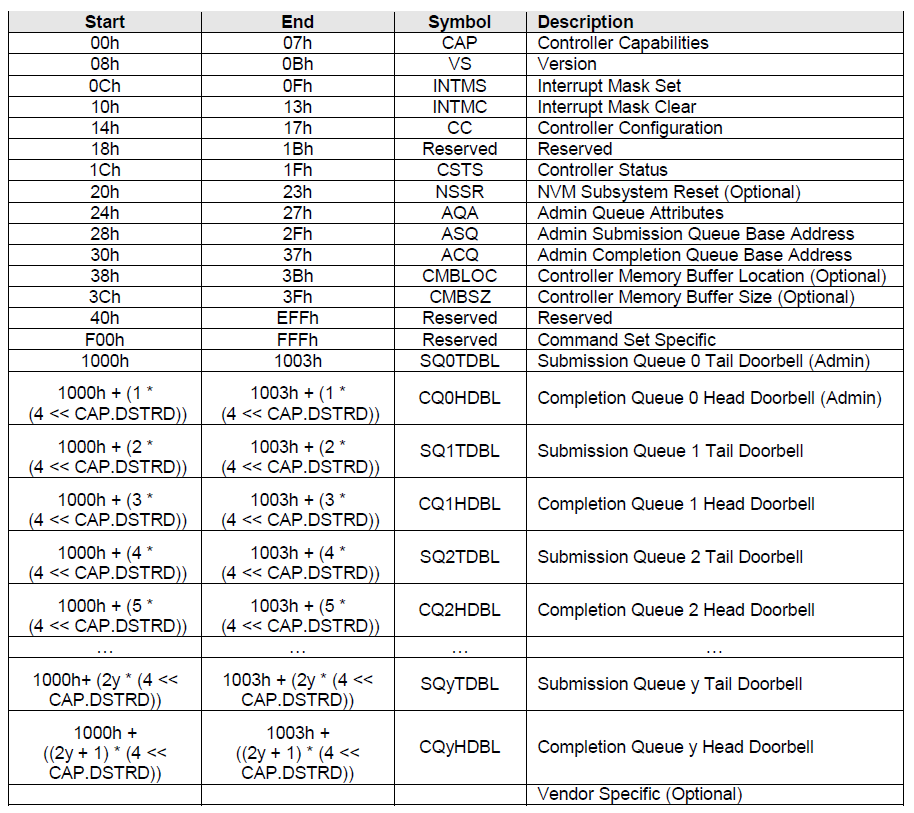 Start End Symbol Description
00h 07h CAP Controller Capabilities
08h 0Bh VS Version
0Ch 0Fh INTMS Interrupt Mask Set
10h 13h INTMC Interrupt Mask Clear
14h 17h CC Controller Configuration
18h 1Bh Reserved Reserved
1Ch 1Fh CSTS Controller Status
20h 23h NSSR NVM Subsystem Reset (Optional)
24h 27h AQA Admin Queue Attributes
28h 2Fh ASQ Admin Submission Queue Base Address
30h 37h ACQ Admin Completion Queue Base Address
38h 3Bh CMBLOC Controller Memory Buffer Location (Optional)
3Ch 3Fh CMBSZ Controller Memory Buffer Size (Optional)
40h EFFh Reserved Reserved
F00h FFFh Reserved Command Set Specific
1000h 1003h SQ0TDBL Submission Queue 0 Tail Doorbell (Admin)
1000h + (1 *
(4 << CAP.DSTRD))
1003h + (1 *
(4 << CAP.DSTRD))
CQ0HDBL
Completion Queue 0 Head Doorbell (Admin)
1000h + (2 *
(4 << CAP.DSTRD))
1003h + (2 *
(4 << CAP.DSTRD))
SQ1TDBL
Submission Queue 1 Tail Doorbell
1000h + (3 *
(4 << CAP.DSTRD))
1003h + (3 *
(4 << CAP.DSTRD))
CQ1HDBL
Completion Queue 1 Head Doorbell
1000h + (4 *
(4 << CAP.DSTRD))
1003h + (4 *
(4 << CAP.DSTRD))
SQ2TDBL
Submission Queue 2 Tail Doorbell
1000h + (5 *
(4 << CAP.DSTRD))
1003h + (5 *
(4 << CAP.DSTRD))
CQ2HDBL
Completion Queue 2 Head Doorbell
… … … …
1000h+ (2y * (4 <<
CAP.DSTRD))
1003h + (2y * (4 <<
CAP.DSTRD))
SQyTDBL
Submission Queue y Tail Doorbell
1000h +
((2y + 1) * (4 <<
CAP.DSTRD))
1003h +
((2y + 1) * (4 <<
CAP.DSTRD))
CQyHDBL
Completion Queue y Head Doorbell
Vendor Specific (Optional)